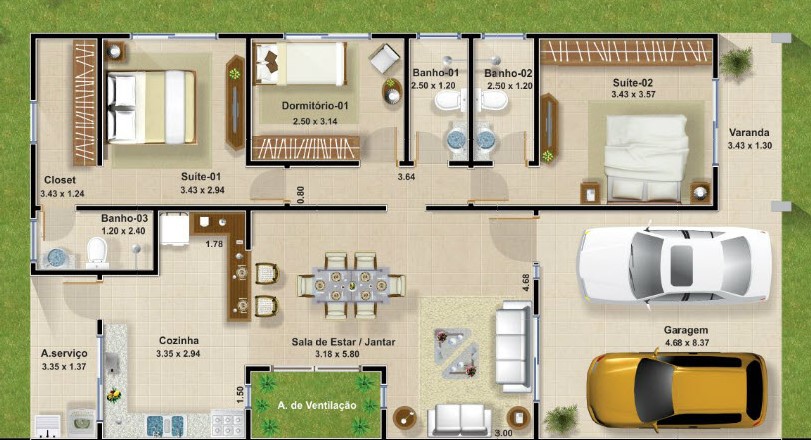 Banho-01
2.50 x 1.20
Banho-02
2.50 x 1.20
Suíte-02
3.43 x 3.57
Dormitório-01
2.50 x 3.14
Varanda
3.43 x 1.30
Closet
3.43 x 1.24
Suíte-01
3.43 x 2.94
3.64
0.80
Banho-03
1.20 x 2.40
1.78
4.68
A.serviço
3.35 x 1.37
Cozinha
3.35 x 2.94
Sala de Estar / Jantar
3.18 x 5.80
Garagem
4.68 x 8.37
1.50
A. de Ventilação
3.00